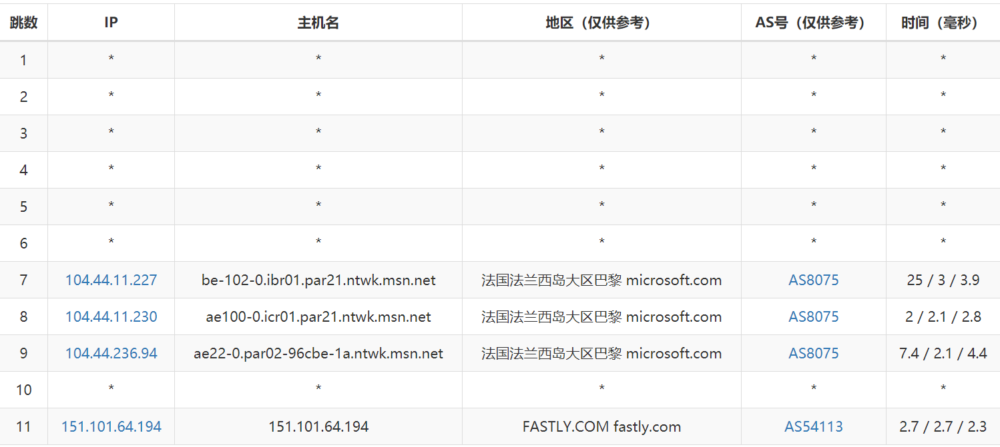 跳数 IP 主机名 地区（仅供参考） AS号（仅供参考） 时间（毫秒）
1 * * * * *
2 * * * * *
3 * * * * *
4 * * * * *
5 * * * * *
6 * * * * *
7 104.44.11.227 be-102-0.ibr01.par21.ntwk.msn.net 法国法兰西岛大区巴黎 microsoft.com AS8075 25 / 3 / 3.9
8 104.44.11.230 ae100-0.icr01.par21.ntwk.msn.net 法国法兰西岛大区巴黎 microsoft.com AS8075 2 / 2.1 / 2.8
9 104.44.236.94 ae22-0.par02-96cbe-1a.ntwk.msn.net 法国法兰西岛大区巴黎 microsoft.com AS8075 7.4 / 2.1 / 4.4
10 * * * * *
11 151.101.64.194 151.101.64.194 FASTLY.COM fastly.com AS54113 2.7 / 2.7 / 2.3